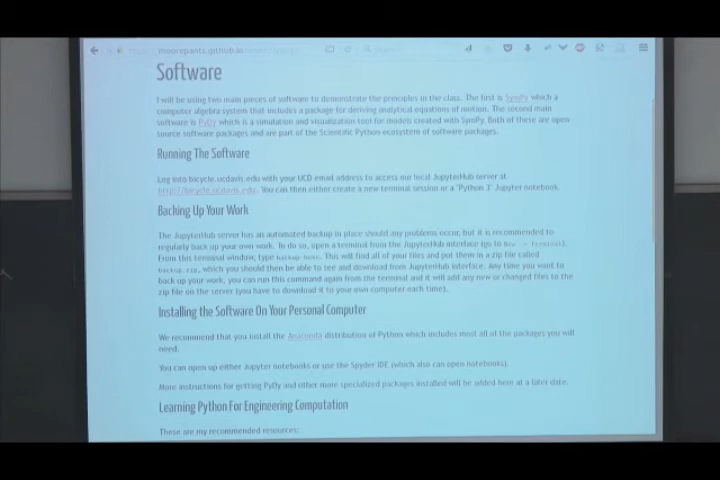 moorepants.github.io
Software
I will be using two main pieces of software to demonstrate the principles in the class. The first is SymPy which a
computer algebra system that includes a package for deriving analytical equations of motion. The second main
software is PyDy which is a simulation and visualization tool for models created with SymPy. Both of these are open
source software packages and are part of the Scientific Python ecosystem of software packages.
Running The Software
Log into bicycle.ucdavis.edu with your UCD email address to access our local JupyterHub server at
http://bicycle.ucdavis.edu. You can then either create a new terminal session or a "Python 3" Jupyter notebook.
Backing Up Your Work
The JupyterHub server has an automated backup in place should any problems occur, but it is recommended to
regularly back up your own work. To do so, open a terminal from the JupyterHub interface (go to New → Terminal).
From this terminal window, type backup-home. This will find all of your files and put them in a zip file called
backup.zip, which you should then be able to see and download from JupyterHub interface. Any time you want to
back up your work, you can run this command again from the terminal and it will add any new or changed files to the
zip file on the server (you have to download it to your own computer each time).
Installing the Software On Your Personal Computer
We recommend that you install the Anaconda distribution of Python which includes most all of the packages you will
need.
You can open up either Jupyter notebooks or use the Spyder IDE (which also can open notebooks).
More instructions for getting PyDy and other more specialized packages installed will be added here at a later date.
Learning Python For Engineering Computation
These are my recommended resources: